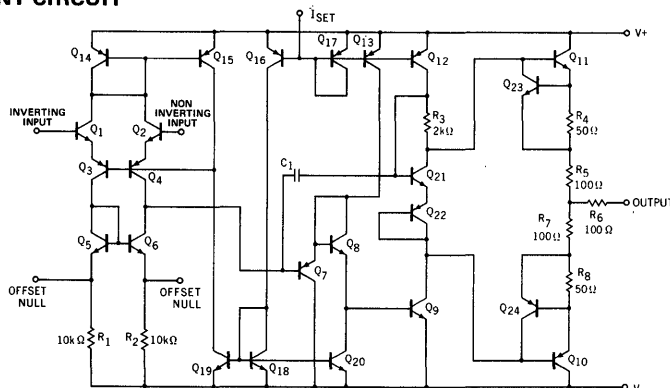 NT CIRCUIT
ISET
Q14
Q15
Q16
Q17
Q13
Q12
V+
Q11
Q23
INVERTING
INPUT
Q1
NON
INVERTING
INPUT
Q2
R3
2kΩ
R4
50Ω
Q3
Q4
C1
Q21
R5
100Ω
Q22
OUTPUT
R6
100Ω
R7
100Ω
Q5
Q6
Q7
Q8
R8
50Ω
OFFSET
NULL
OFFSET
NULL
Q9
Q24
10kΩ
R1
R2
10kΩ
Q19
Q18
Q20
Q10
V